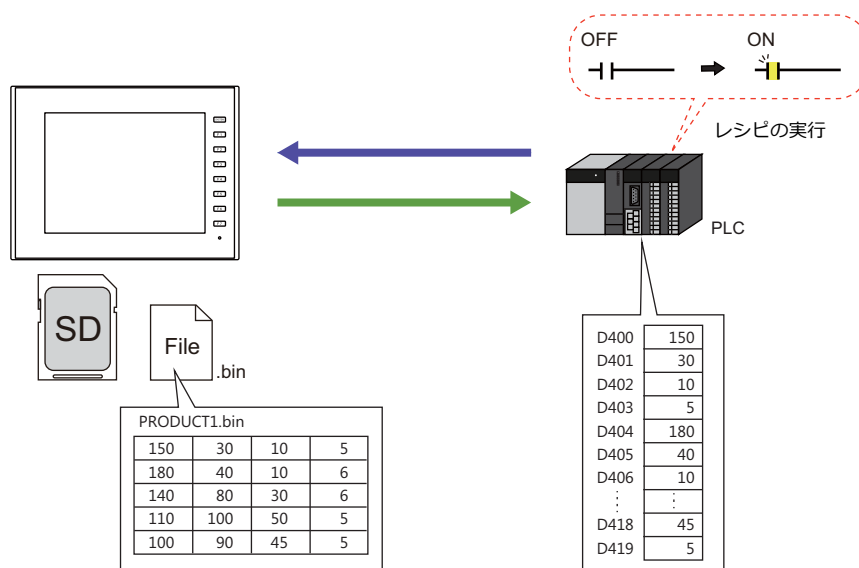 OFF
ON
レシピの実行
PLC
SD
File
.bin
PRODUCT1.bin
150 30 10 5
180 40 10 6
140 80 30 6
110 100 50 5
100 90 45 5
D400 150
D401 30
D402 10
D403 5
D404 180
D405 40
D406 10
D418 45
D419 5